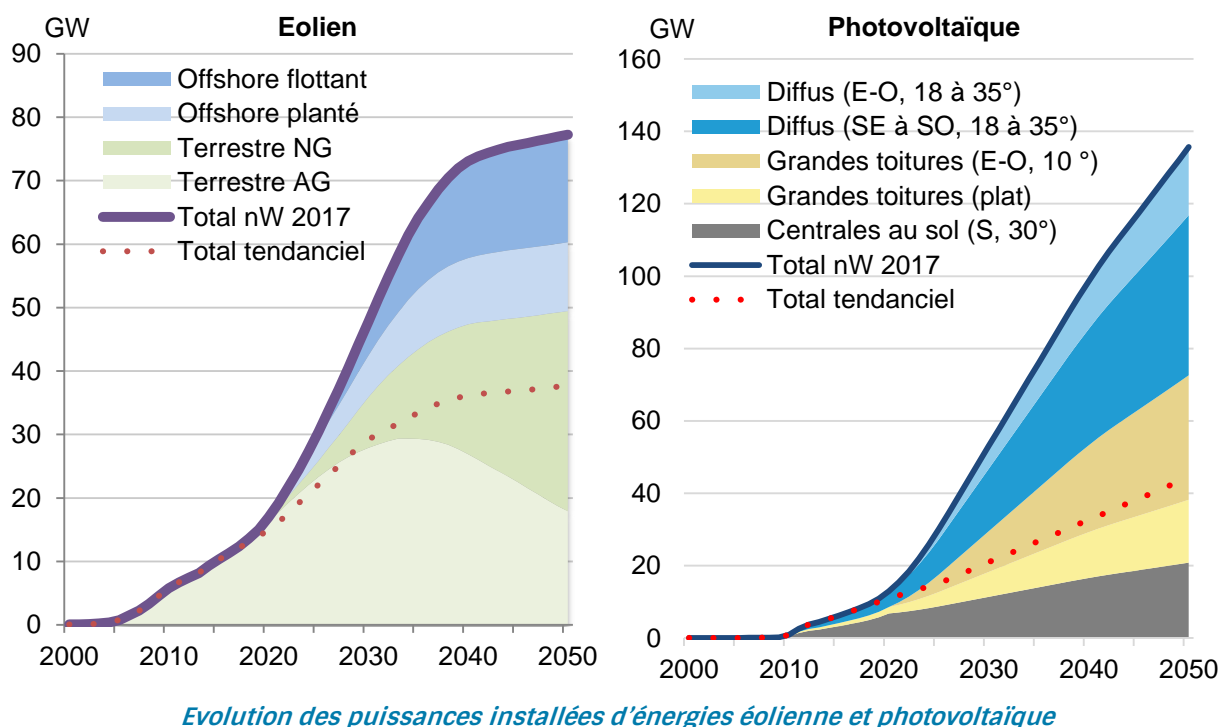 Eolien
GW
90
80
70
60
50
40
30
20
10
0
Offshore flottant
Offshore planté
Terrestre NG
Terrestre AG
Total nW 2017
Total tendanciel
2000 2010 2020 2030 2040 2050
Photovoltaïque
GW
160
140
120
100
80
60
40
20
0
Diffus (E-O, 18 à 35°)
Diffus (SE à SO, 18 à 35°)
Grandes toitures (E-O, 10 °)
Grandes toitures (plat)
Centrales au sol (S, 30°)
Total nW 2017
Total tendanciel
2000 2010 2020 2030 2040 2050
Evolution des puissances installées d'énergies éolienne et photovoltaïque